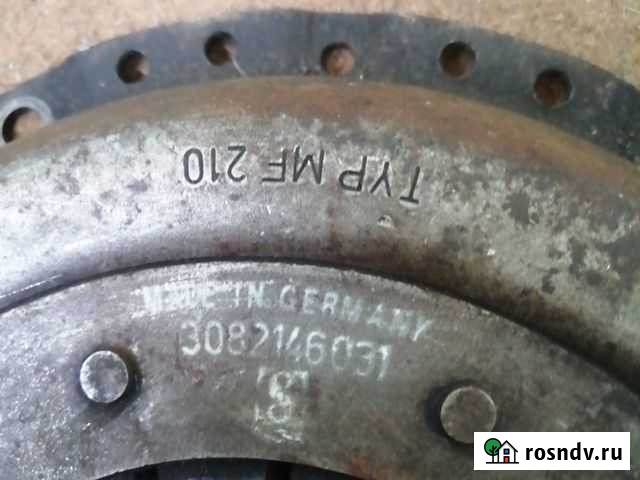 TYP MF 210
MADE IN GERMANY
3082146031
rosndv.ru